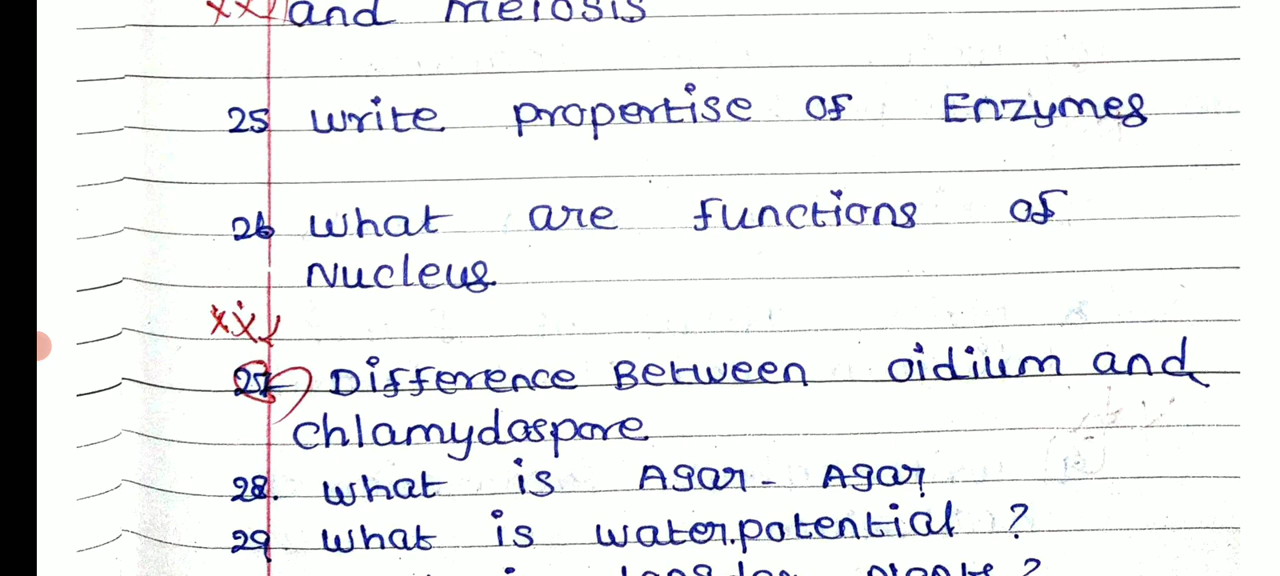 and meiosis
25 write propertise of Enzymes
26 what are functions of
Nucleus
27 Difference Between oidium and
chlamydospore
28. what is Agar- Agar
29 what is water.potential ?